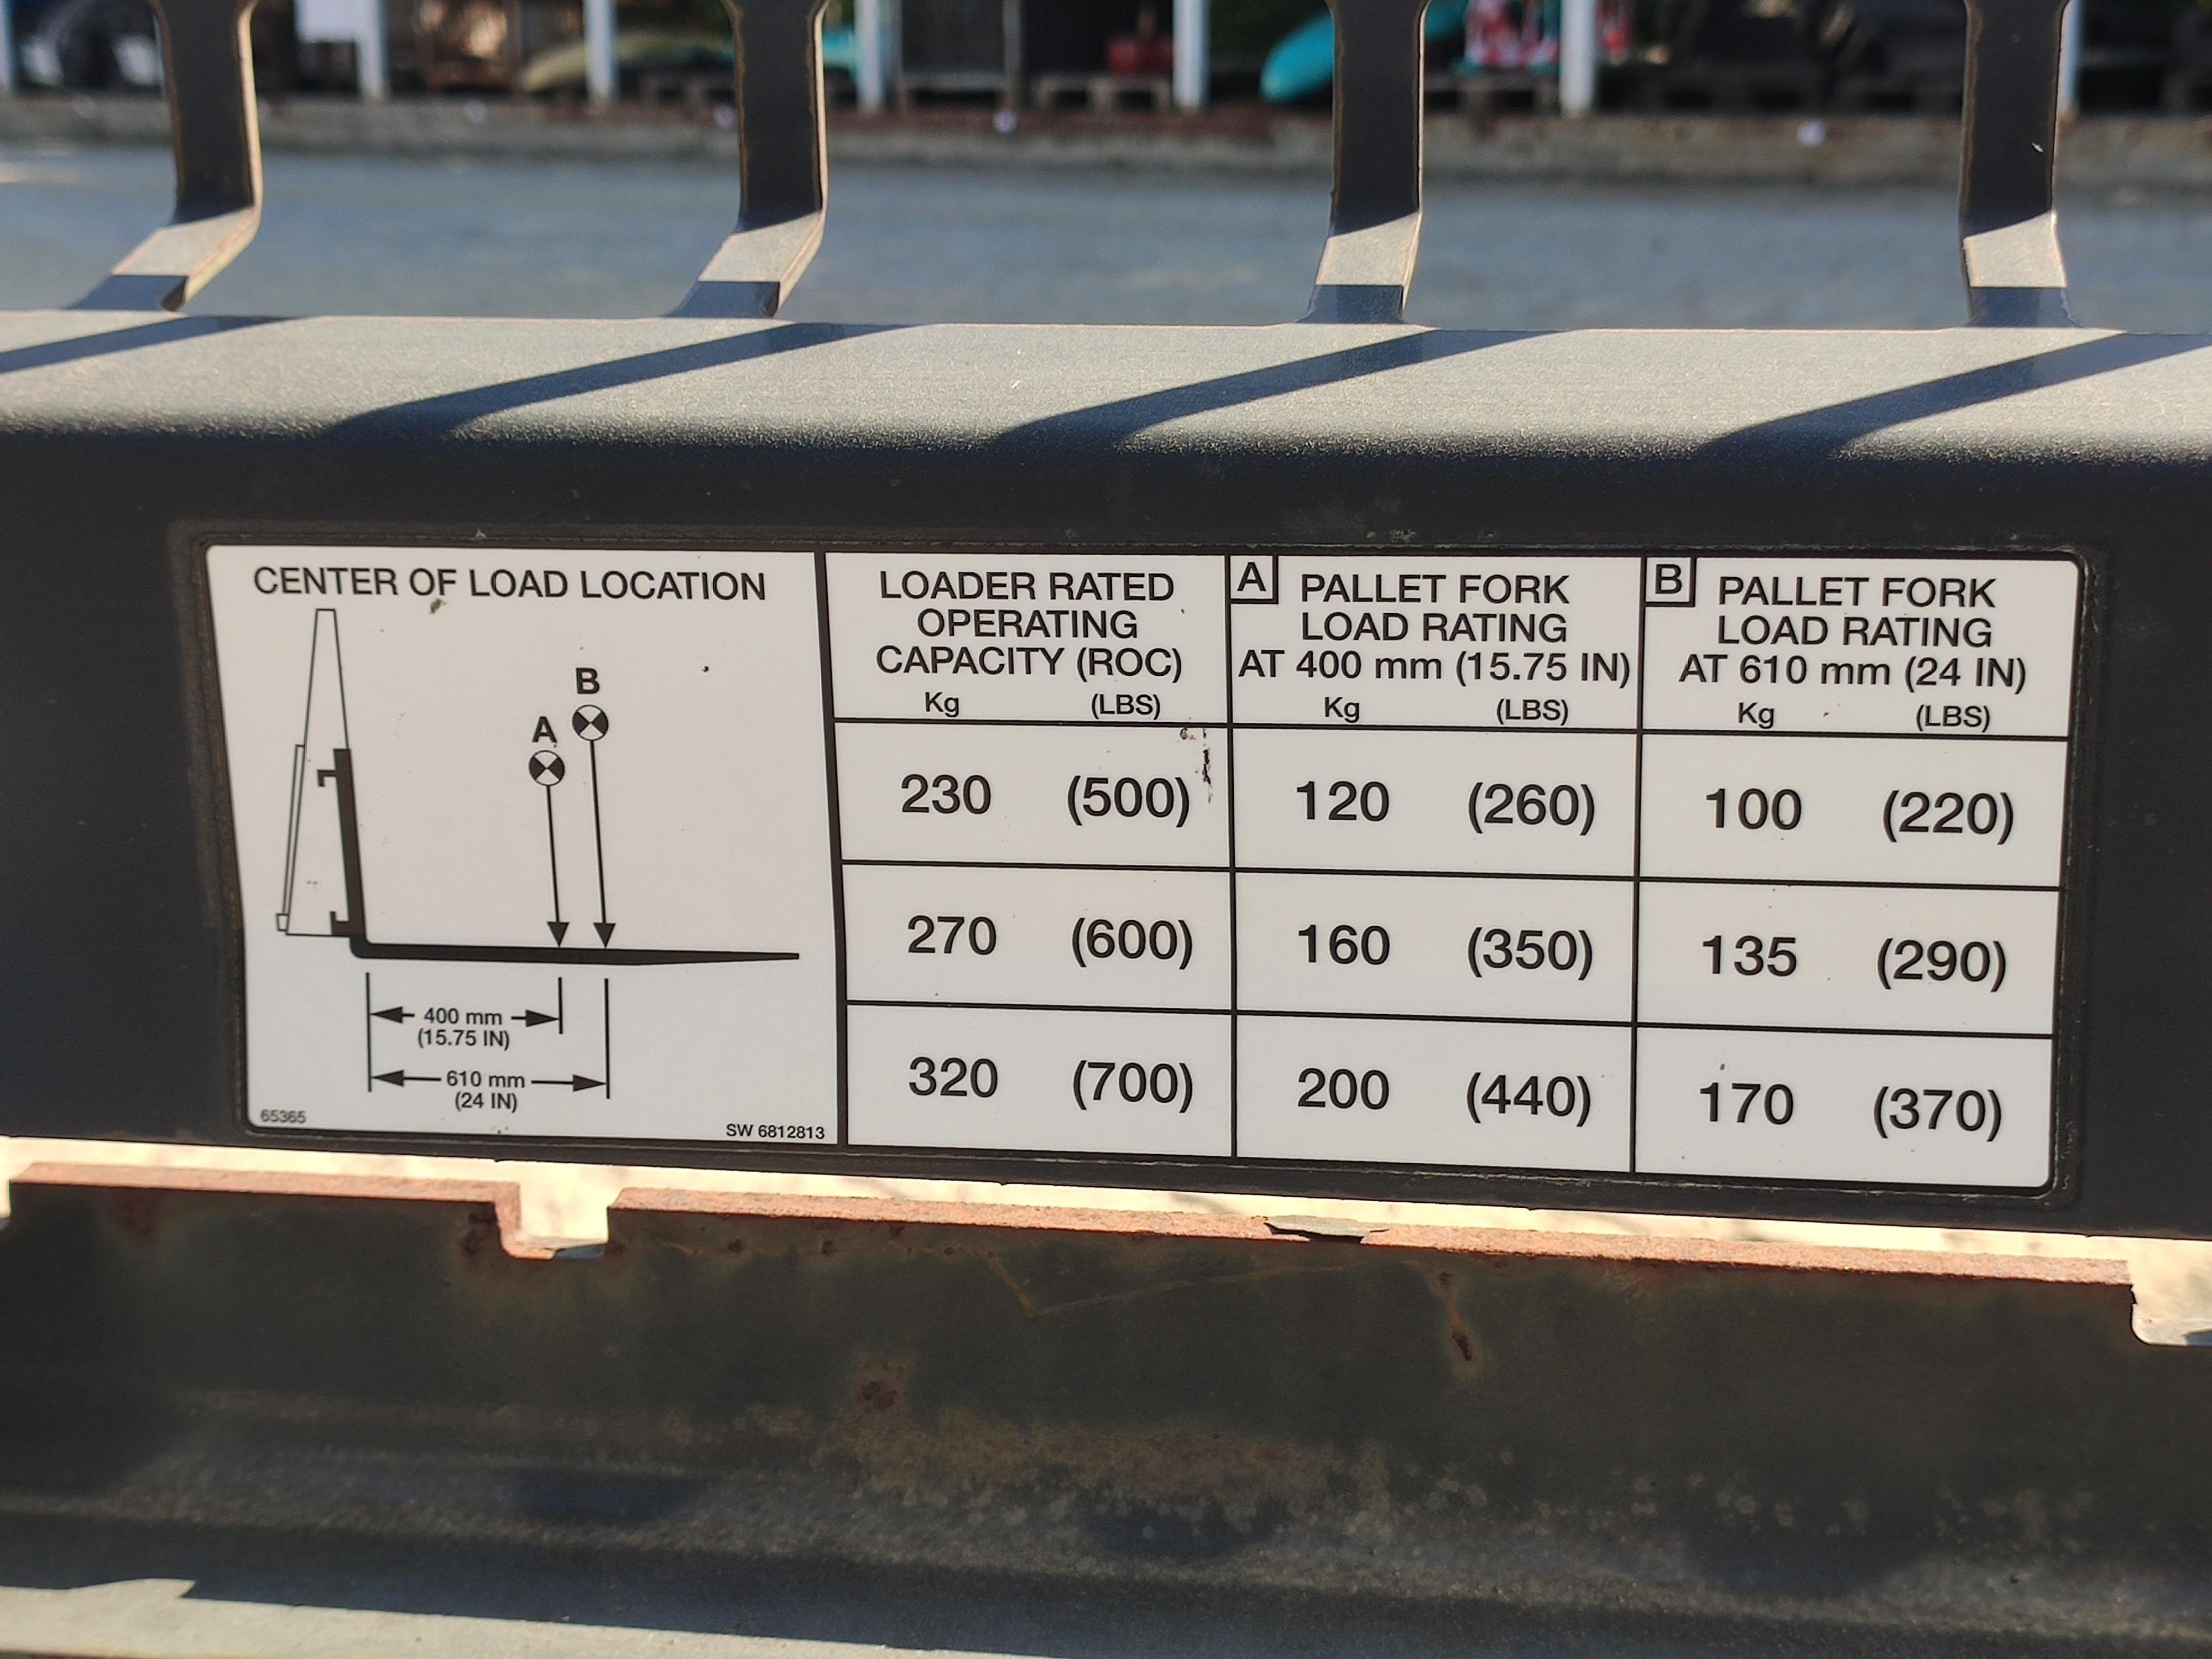 CENTER OF LOAD LOCATION
B
A
400 mm
(15.75 IN)
610 mm
(24 IN)
65365
SW 6812813
LOADER RATED
OPERATING
CAPACITY (ROC)
Kg (LBS)
A PALLET FORK
LOAD RATING
AT 400 mm (15.75 IN)
Kg (LBS)
B PALLET FORK
LOAD RATING
AT 610 mm (24 IN)
Kg (LBS)
230 (500) 120 (260) 100 (220)
270 (600) 160 (350) 135 (290)
320 (700) 200 (440) 170 (370)